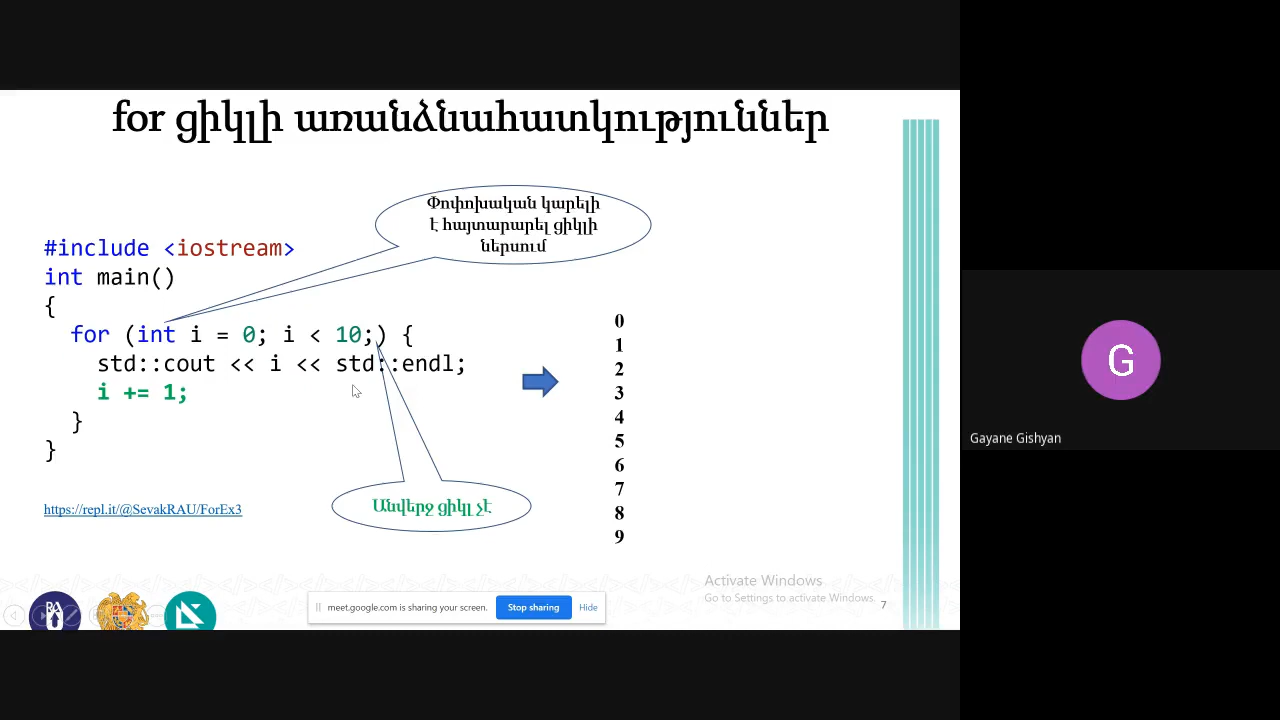 for ցիկլի առանձնահատկություններ
Փոփոխական կարելի
է հայտարարել ցիկլի
ներսում
#include <iostream>
int main()
{
for (int i = 0; i < 10;) {
std::cout << i << std::endl;
i += 1;
}
}
0
1
2
3
4
5
6
7
8
9
Անվերջ ցիկլ չէ
https://repl.it/@SevakRAU/ForEx3
Activate Windows
Go to Settings to activate Windows.
7
meet.google.com is sharing your screen.
Stop sharing
Hide
G
Gayane Gishyan